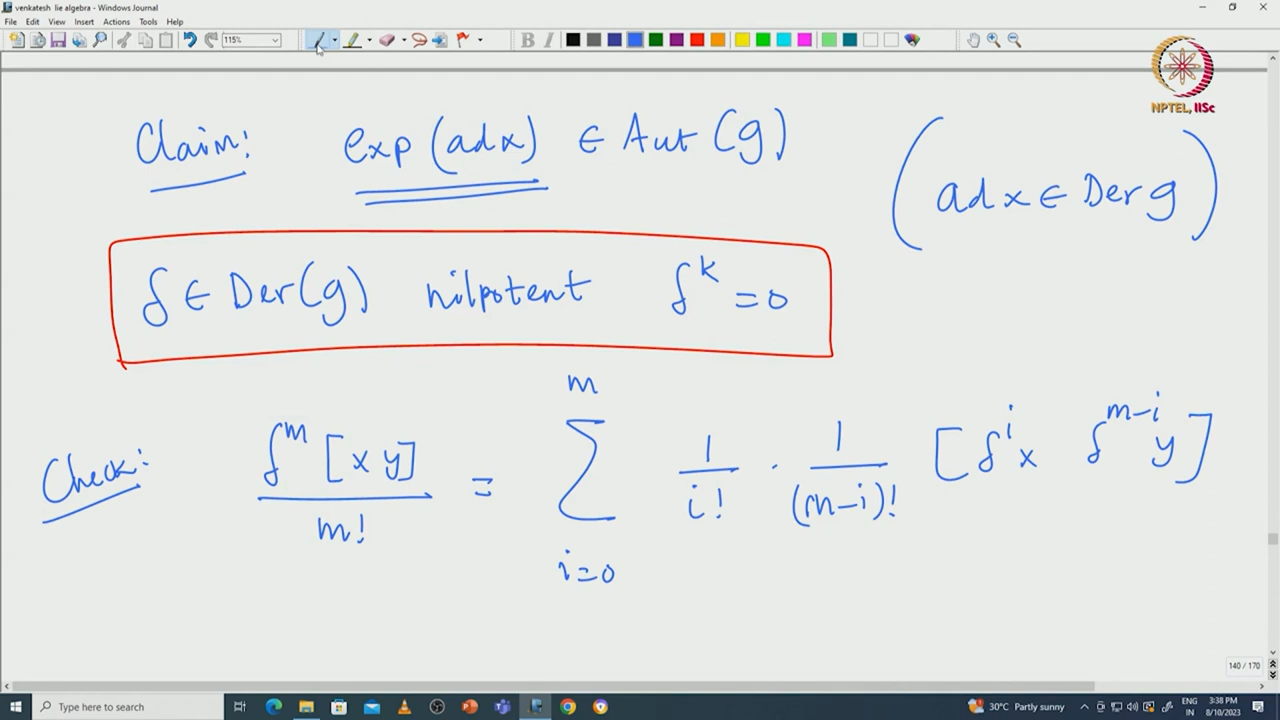 venkatesh lie algebra - Windows Journal
File Edit View Insert Actions Tools Help
115%
B I
NPTEL, IISc
Claim: exp (adx) ∈ Aut (g)
(adx ∈ Der g)
δ ∈ Der(g) nilpotent δ^k = 0
Check: δ^m [x y] / m! = Σ_{i=0}^{m} 1/i! · 1/(m-i)! [δ^i x δ^{m-i} y]
140 / 170
Type here to search
30°C Partly sunny
ENG
IN
3:38 PM
8/10/2023